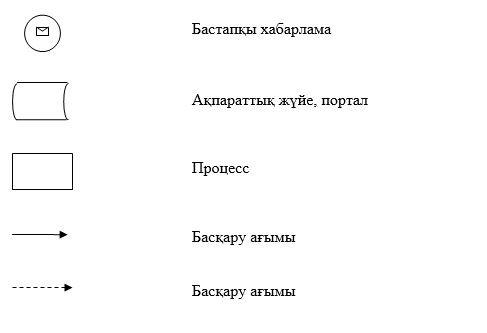 Бастапқы хабарлама
Ақпараттық жүйе, портал
Процесс
Басқару ағымы
Басқару ағымы